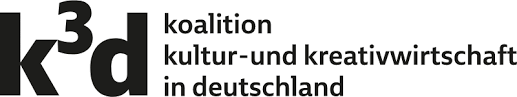 k³d
koalition
kultur-und kreativwirtschaft
in deutschland